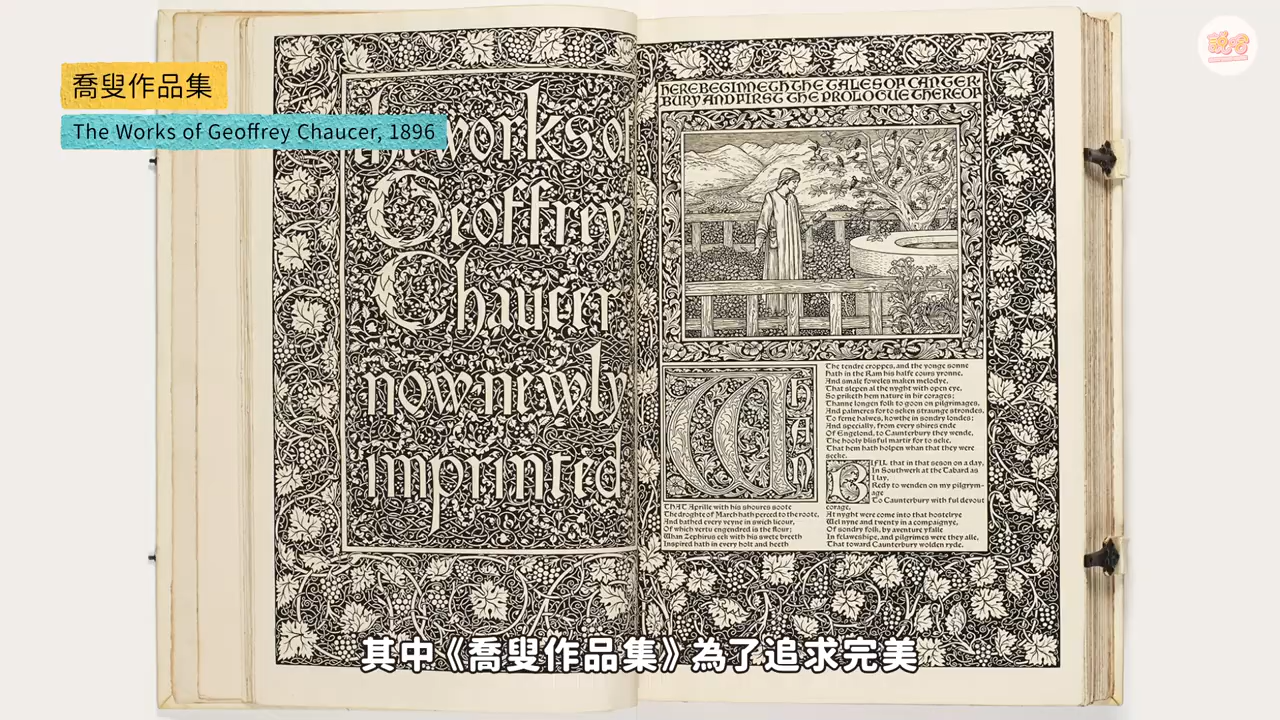 喬叟作品集
The Works of Geoffrey Chaucer, 1896
the works of
Geoffrey
Chaucer
now newly
imprinted
HERE BEGINNETH THE TALES OF CANTER-
BURY AND FIRST THE PROLOGUE THEREOF
WHAN
THAT Aprille with his shoures soote
The droghte of March hath perced to the roote,
And bathed every veyne in swich licour,
Of which vertu engendred is the flour;
Whan Zephirus eek with his swete breeth
Inspired hath in every holt and heeth
The tendre croppes, and the yonge sonne
Hath in the Ram his halfe cours yronne,
And smale foweles maken melodye,
That slepen al the nyght with open eye,
So priketh hem nature in hir corages;
Thanne longen folk to goon on pilgrimages,
And palmeres for to seken straunge strondes,
To ferne halwes, kowthe in sondry londes;
And specially, from every shires ende
Of Engelond, to Caunterbury they wende,
The hooly blisful martir for to seke,
That hem hath holpen whan that they were
seeke.
BIFIL that in that seson on a day,
In Southwerk at the Tabard as
I lay,
Redy to wenden on my pilgrym-
age
To Caunterbury with ful devout
corage,
At nyght were come into that hostelrye
Wel nyne and twenty in a compaignye,
Of sondry folk, by aventure yfalle
In felaweshipe, and pilgrimes were they alle,
That toward Caunterbury wolden ryde.
其中《喬叟作品集》為了追求完美